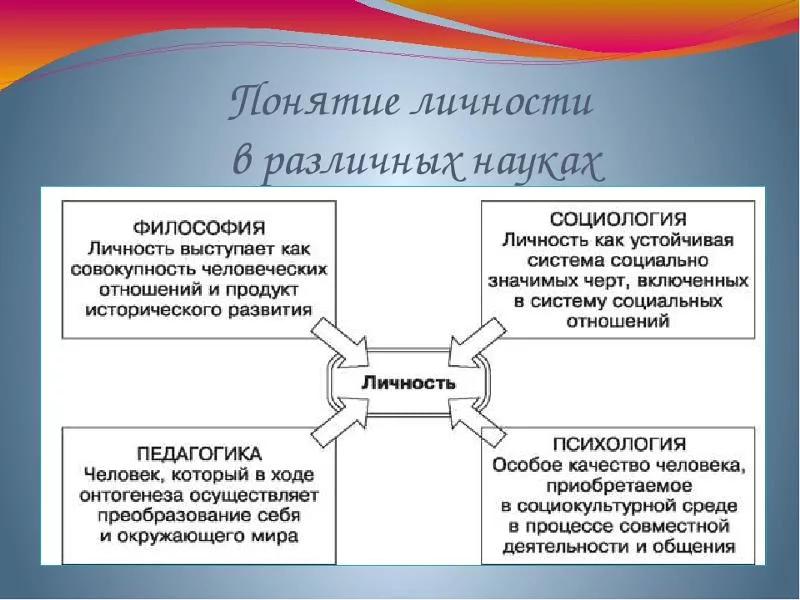 Понятие личности
в различных науках
ФИЛОСОФИЯ
Личность выступает как
совокупность человеческих
отношений и продукт
исторического развития
СОЦИОЛОГИЯ
Личность как устойчивая
система социально
значимых черт, включенных
в систему социальных
отношений
Личность
ПЕДАГОГИКА
Человек, который в ходе
онтогенеза осуществляет
преобразование себя
и окружающего мира
ПСИХОЛОГИЯ
Особое качество человека,
приобретаемое
в социокультурной среде
в процессе совместной
деятельности и общения